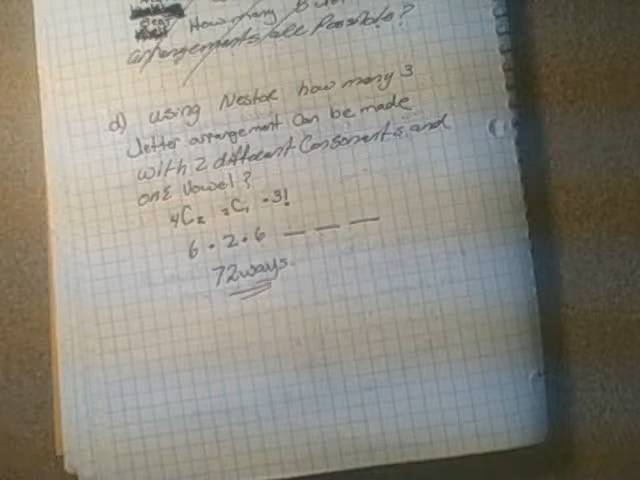 How many
arrangements are Possible?
d) using Nestor how many 3
letter arrangement can be made
with 2 different Consonents and
one Vowel?
4C2 2C1 • 3!
6 • 2 • 6 _ _ _
72 ways.